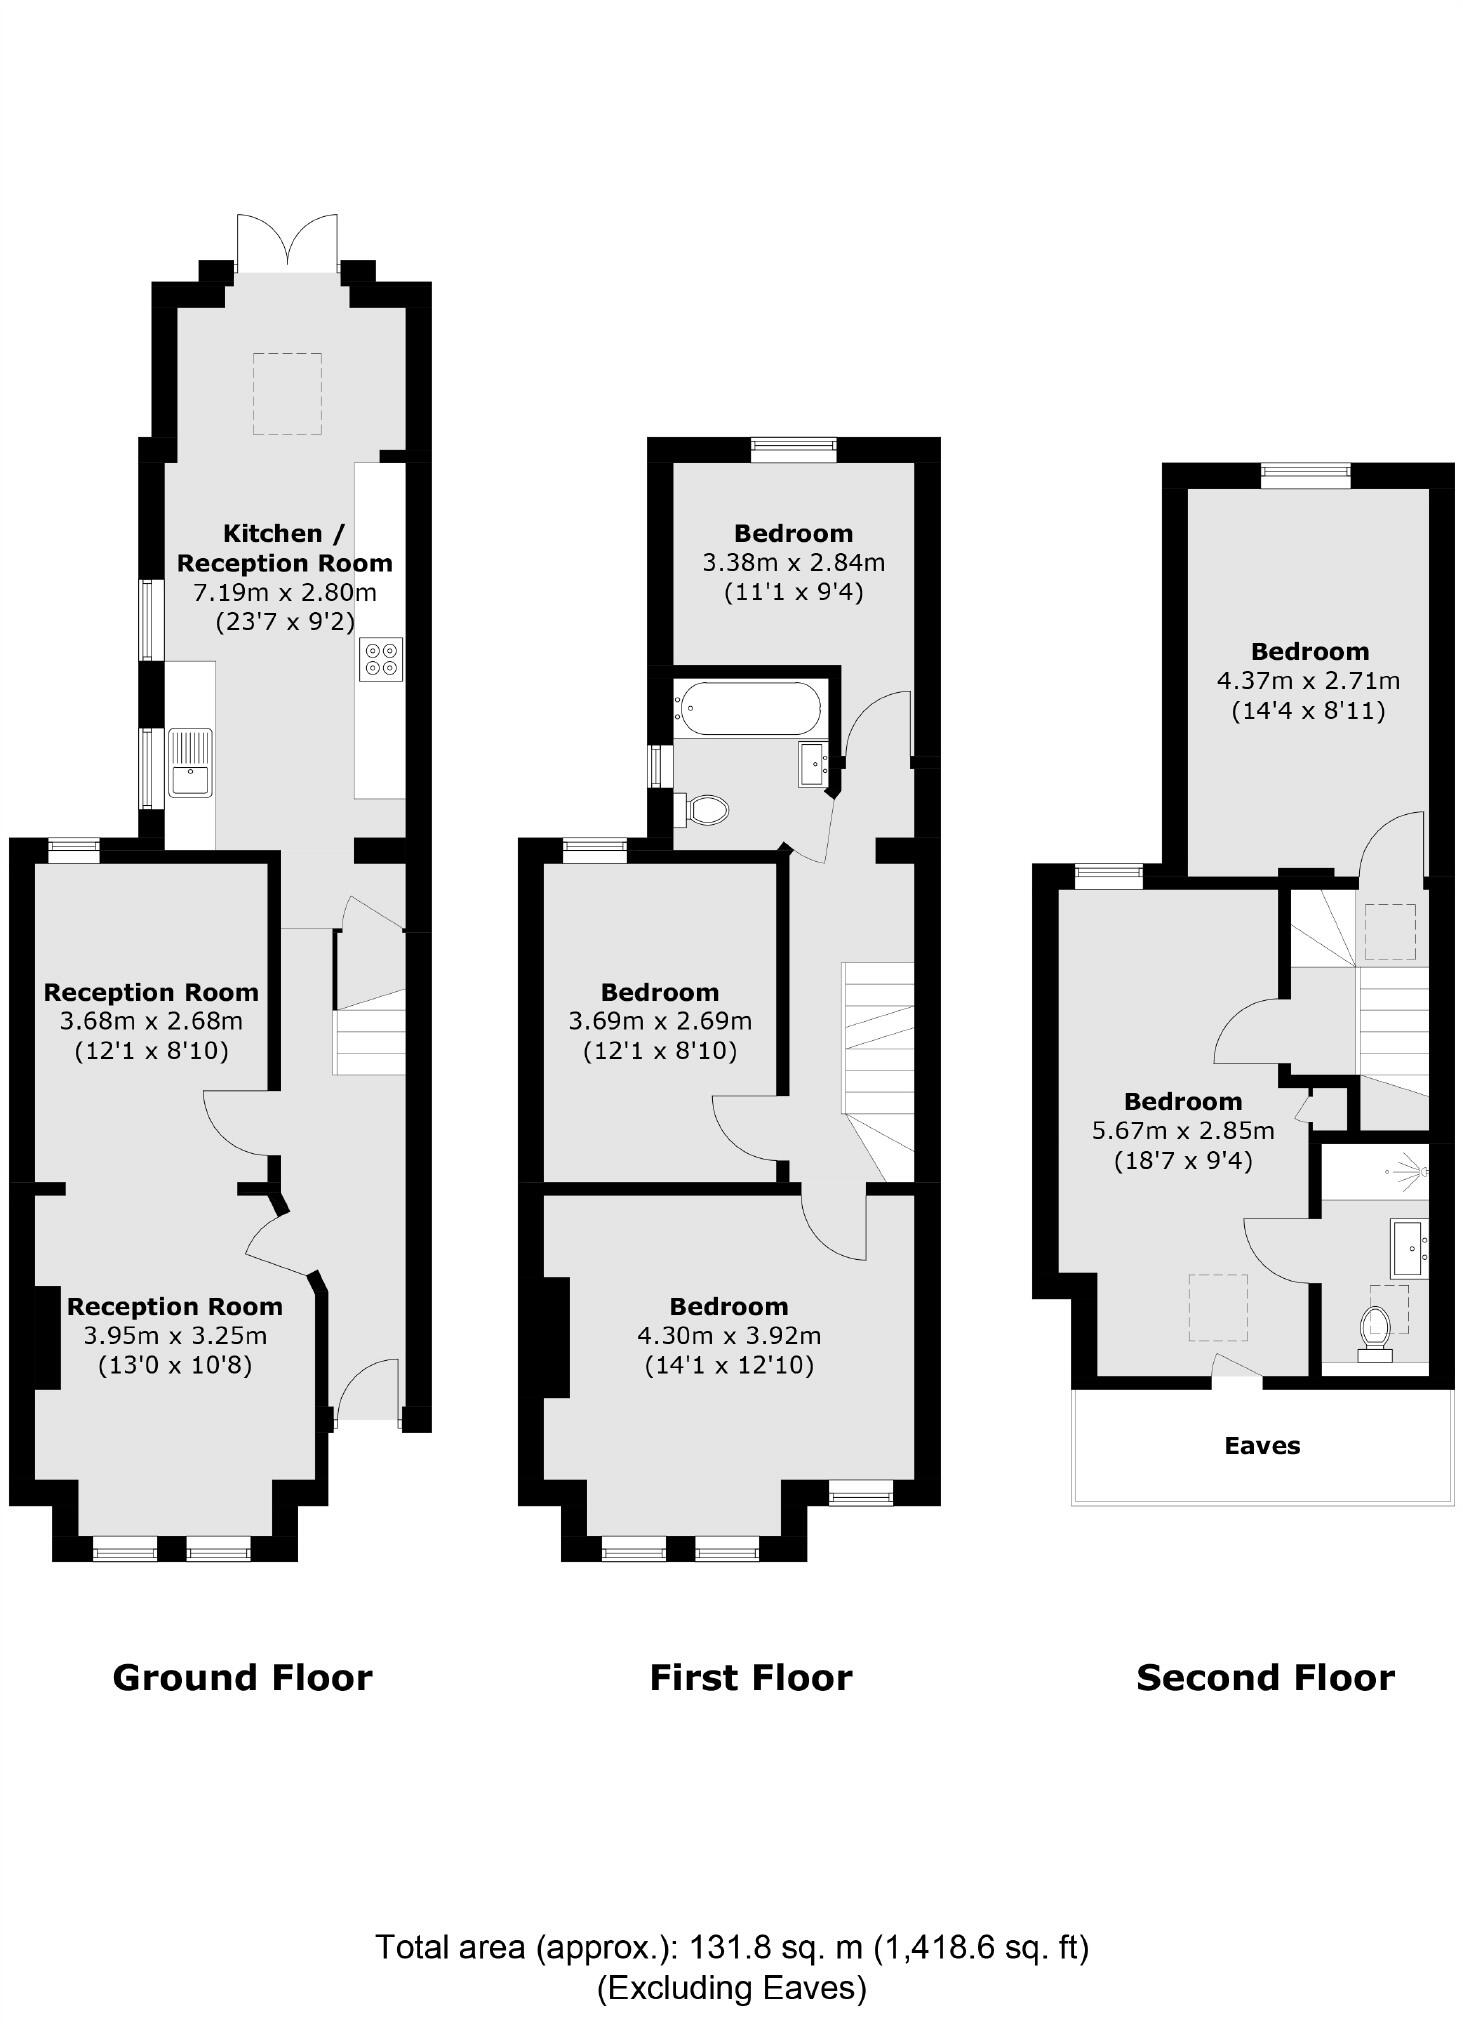 Kitchen /
Reception Room
7.19m x 2.80m
(23'7 x 9'2)
Reception Room
3.68m x 2.68m
(12'1 x 8'10)
Reception Room
3.95m x 3.25m
(13'0 x 10'8)
Ground Floor
Bedroom
3.38m x 2.84m
(11'1 x 9'4)
Bedroom
3.69m x 2.69m
(12'1 x 8'10)
Bedroom
4.30m x 3.92m
(14'1 x 12'10)
First Floor
Bedroom
4.37m x 2.71m
(14'4 x 8'11)
Bedroom
5.67m x 2.85m
(18'7 x 9'4)
Eaves
Second Floor
Total area (approx.): 131.8 sq. m (1,418.6 sq. ft)
(Excluding Eaves)